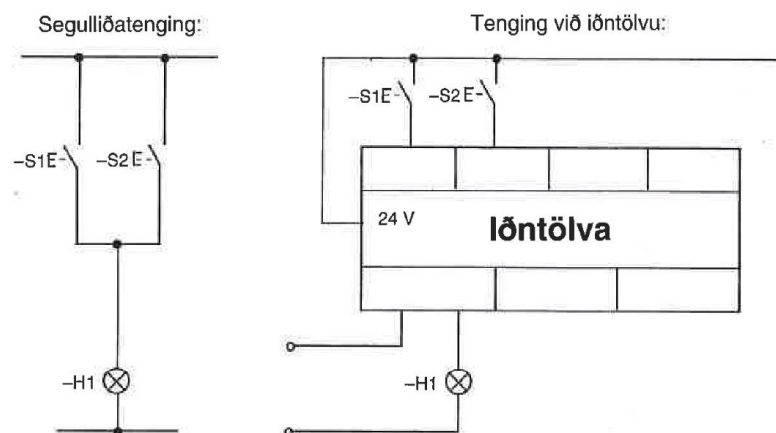 Segulliðatenging:
Tenging við iðntölvu:
–S1E-
–S2E-
–S1E-
–S2E-
24 V
Iðntölva
–H1
–H1